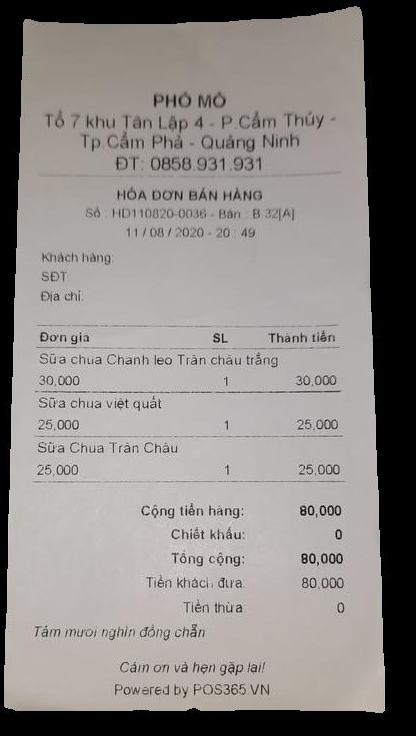 PHỐ MỎ
Tổ 7 khu Tân Lập 4 - P.Cẩm Thủy -
Tp.Cẩm Phả - Quảng Ninh
ĐT: 0858.931.931
HÓA ĐƠN BÁN HÀNG
Số : HD110820-0036 - Bàn : B.32[A]
11 / 08 / 2020 - 20 : 49
Khách hàng:
SĐT
Địa chỉ:
Đơn giá SL Thành tiền
Sữa chua Chanh leo Trân châu trắng
30,000 1 30,000
Sữa chua việt quất
25,000 1 25,000
Sữa Chua Trân Châu
25,000 1 25,000
Cộng tiền hàng: 80,000
Chiết khấu: 0
Tổng cộng: 80,000
Tiền khách đưa: 80,000
Tiền thừa 0
Tám mươi nghìn đồng chẵn
Cám ơn và hẹn gặp lại!
Powered by POS365.VN